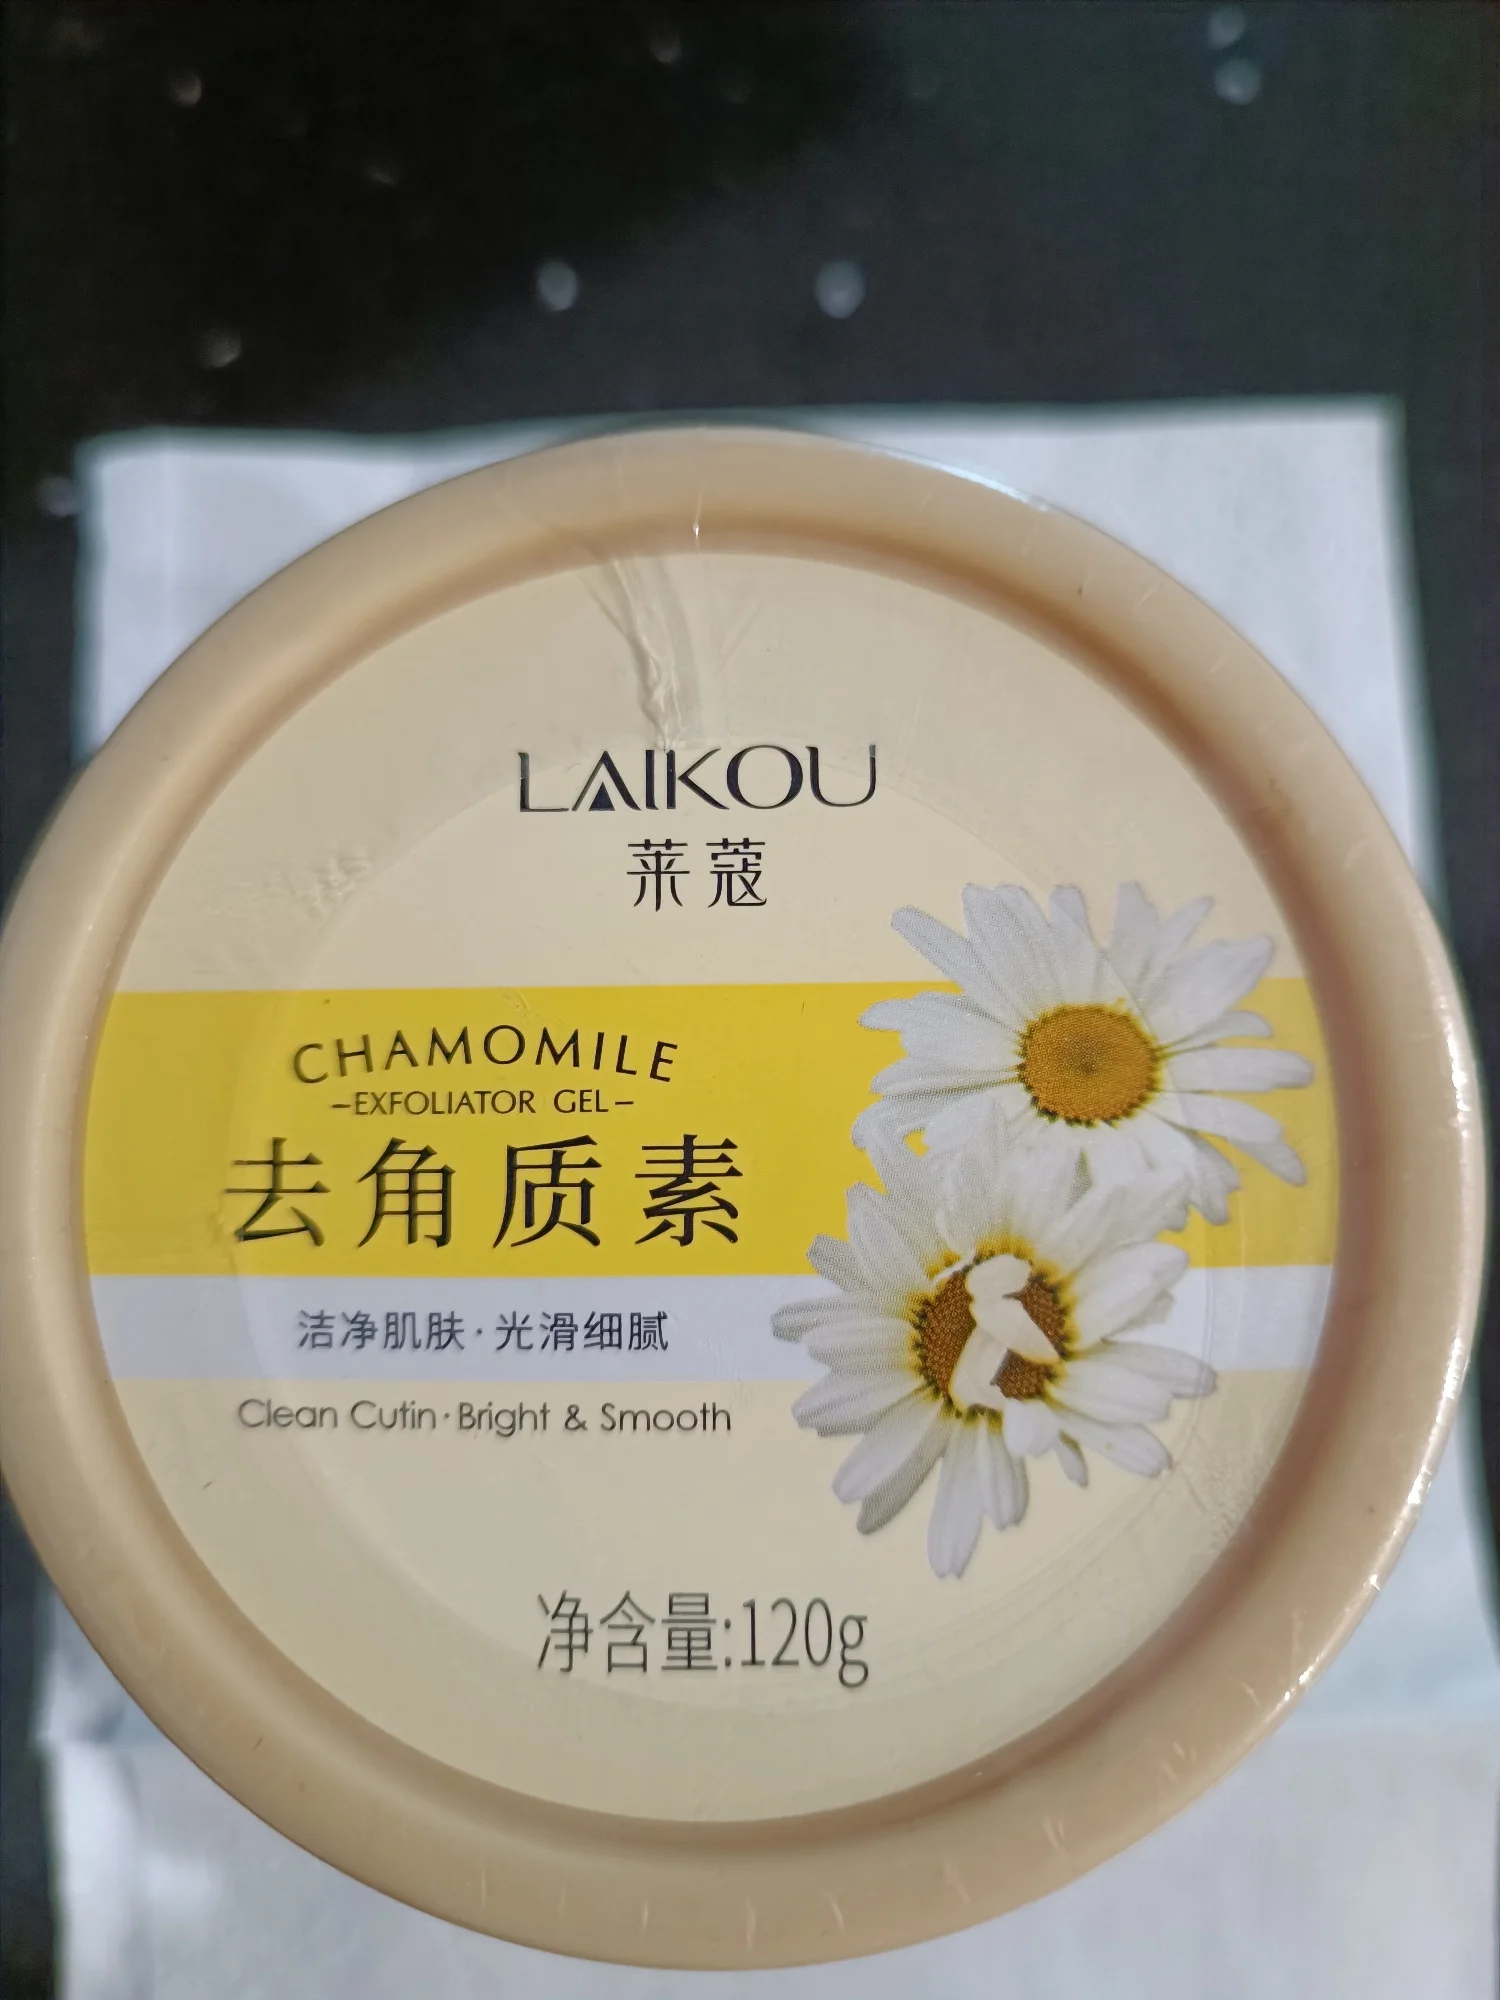 LAIKOU
莱蔻
CHAMOMILE
-EXFOLIATOR GEL-
去角质素
洁净肌肤·光滑细腻
Clean Cutin·Bright & Smooth
净含量:120g